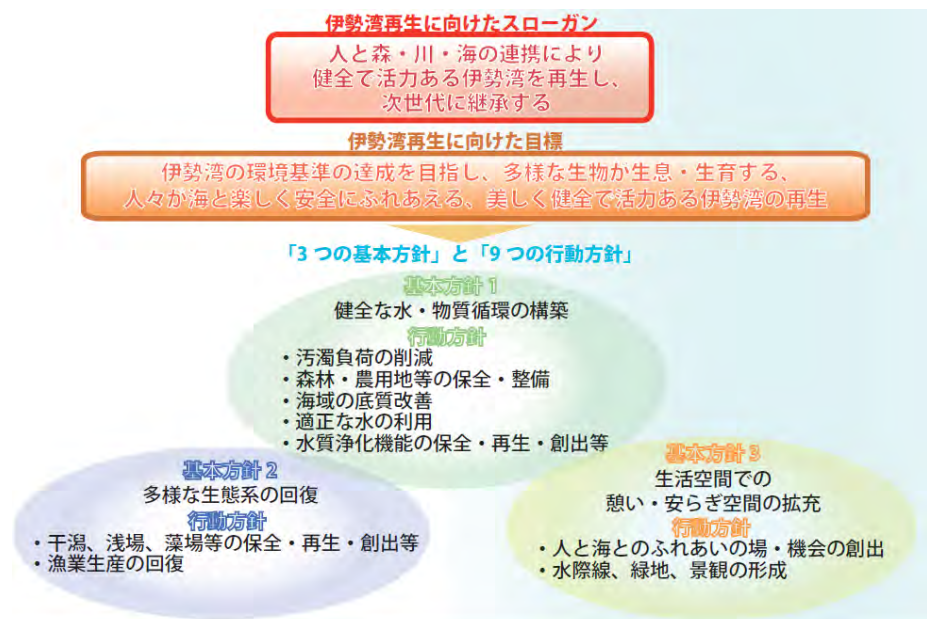 伊勢湾再生に向けたスローガン
人と森・川・海の連携により
健全で活力ある伊勢湾を再生し、
次世代に継承する
伊勢湾再生に向けた目標
伊勢湾の環境基準の達成を目指し、多様な生物が生息・生育する、
人々が海と楽しく安全にふれあえる、美しく健全で活力ある伊勢湾の再生
「3つの基本方針」と「9つの行動方針」
基本方針1
健全な水・物質循環の構築
行動方針
・汚濁負荷の削減
・森林・農用地等の保全・整備
・海域の底質改善
・適正な水の利用
・水質浄化機能の保全・再生・創出等
基本方針2
多様な生態系の回復
行動方針
・干潟、浅場、藻場等の保全・再生・創出等
・漁業生産の回復
基本方針3
生活空間での
憩い・安らぎ空間の拡充
行動方針
・人と海とのふれあいの場・機会の創出
・水際線、緑地、景観の形成